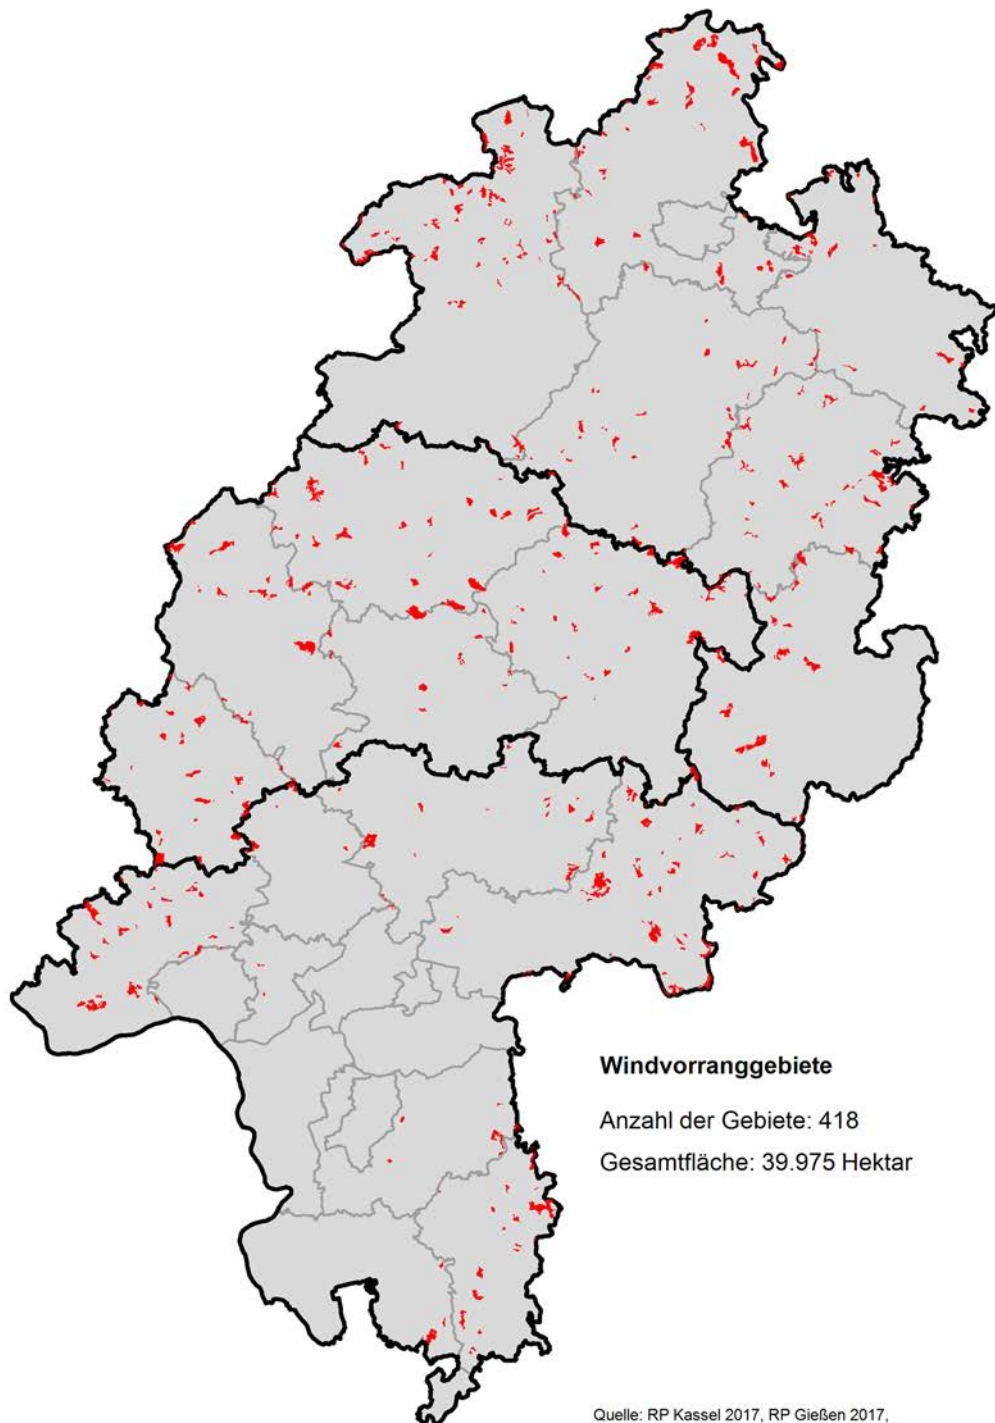 Windvorranggebiete
Anzahl der Gebiete: 418
Gesamtfläche: 39.975 Hektar
Quelle: RP Kassel 2017, RP Gießen 2017,